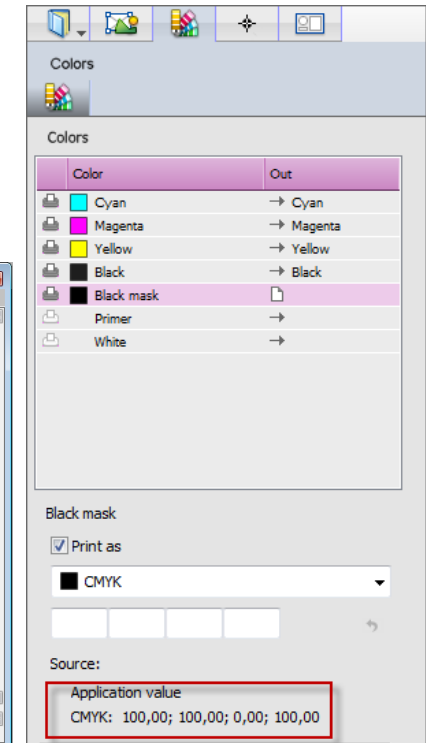 Colors
Colors
Color Out
Cyan → Cyan
Magenta → Magenta
Yellow → Yellow
Black → Black
Black mask
Primer →
White →
Black mask
Print as
CMYK
Source:
Application value
CMYK: 100,00; 100,00; 0,00; 100,00